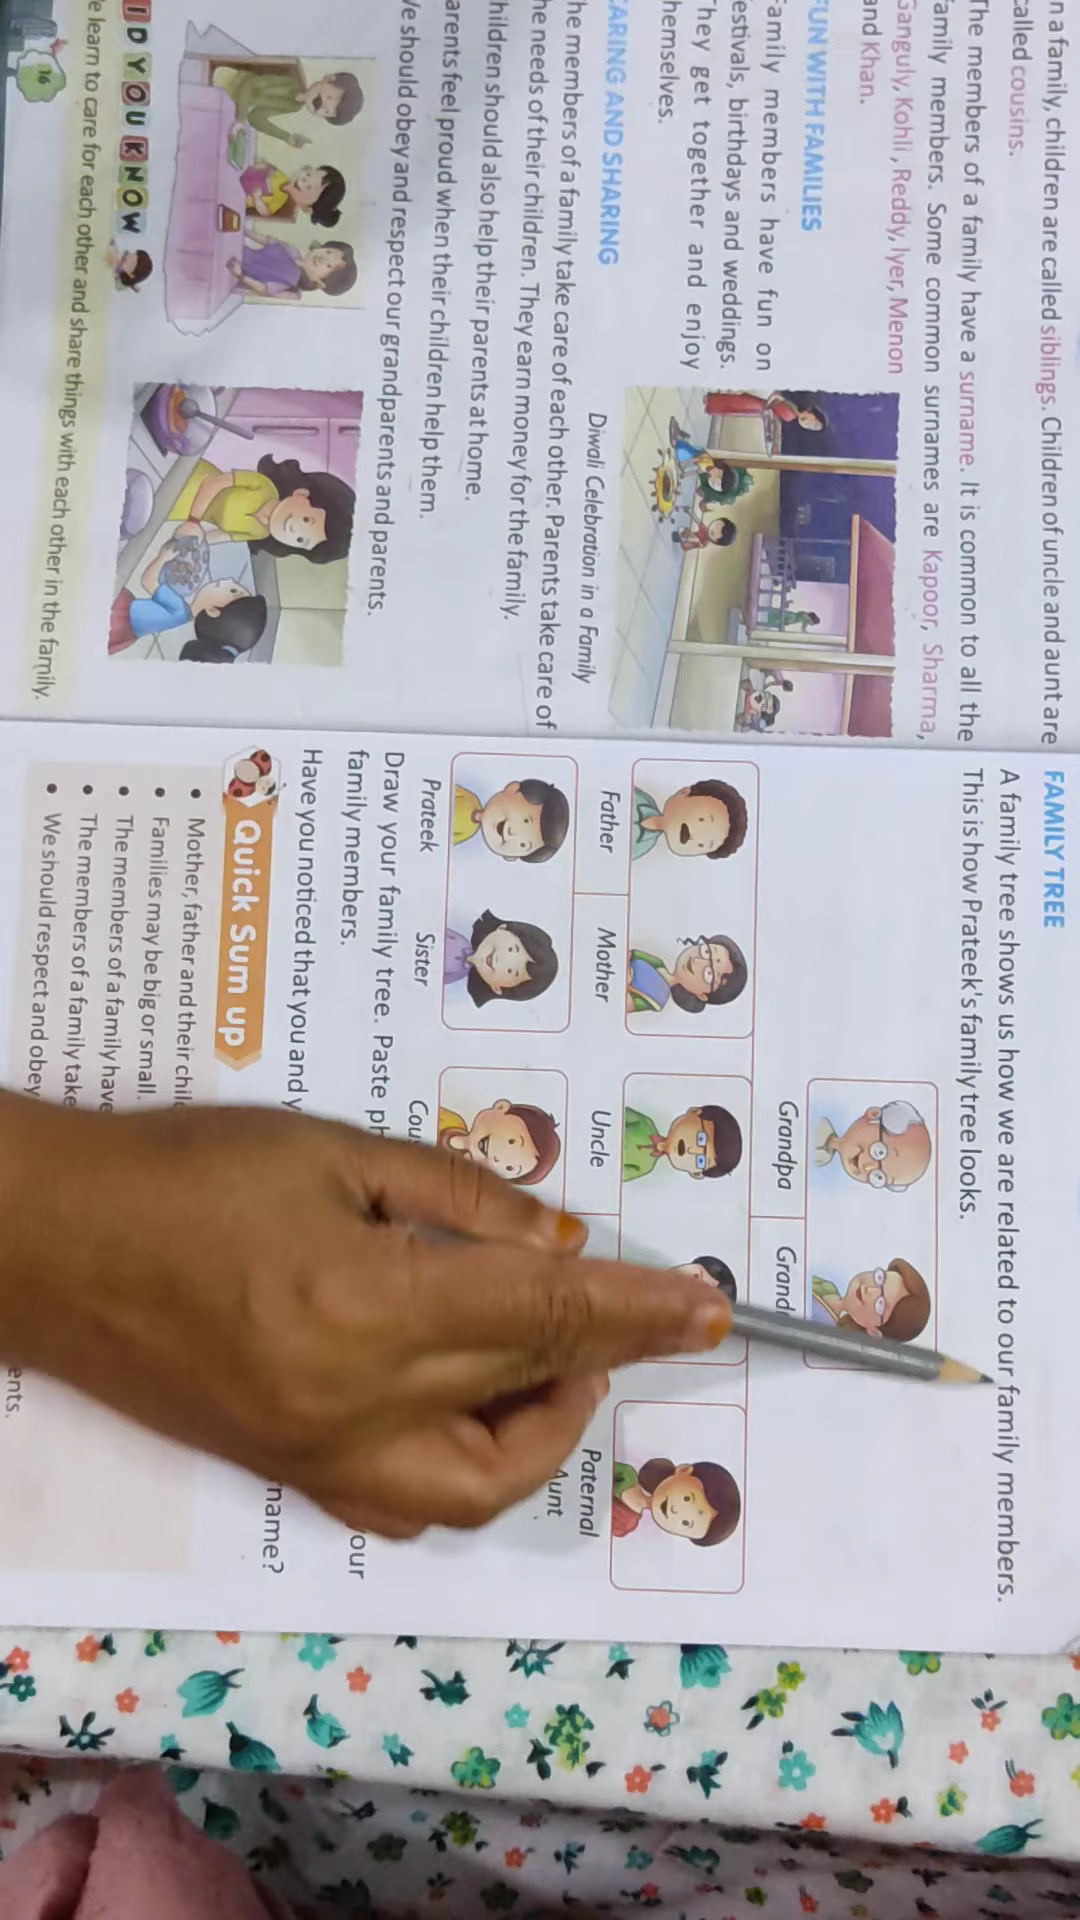 n a family, children are called siblings. Children of uncle and aunt are
called cousins.
The members of a family have a surname. It is common to all the
family members. Some common surnames are Kapoor, Sharma,
Ganguly, Kohli, Reddy, Iyer, Menon
and Khan.
FUN WITH FAMILIES
Family members have fun on
festivals, birthdays and weddings.
They get together and enjoy
themselves.
Diwali Celebration in a Family
CARING AND SHARING
The members of a family take care of each other. Parents take care of
the needs of their children. They earn money for the family.
Children should also help their parents at home.
Parents feel proud when their children help them.
We should obey and respect our grandparents and parents.
ID YOU KNOW
We learn to care for each other and share things with each other in the family.
16
FAMILY TREE
A family tree shows us how we are related to our family members.
This is how Prateek's family tree looks.
Grandpa
Father Mother Uncle Paternal
Aunt
Prateek Sister
Draw your family tree. Paste our
family members.
Have you noticed that you and name?
Quick Sum up
• Mother, father and their
• Families may be big or small.
• The members of a family have
• The members of a family take
• We should respect and obey ents.